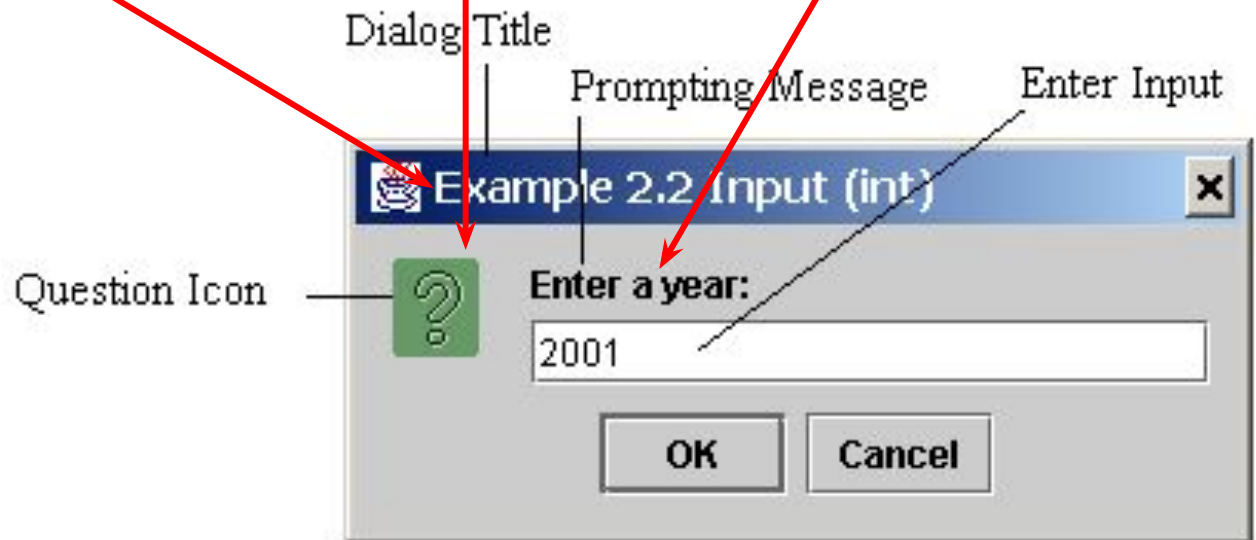 Dialog Title
Prompting Message
Enter Input
Example 2.2 Input (int)
Question Icon
Enter a year:
2001
OK
Cancel